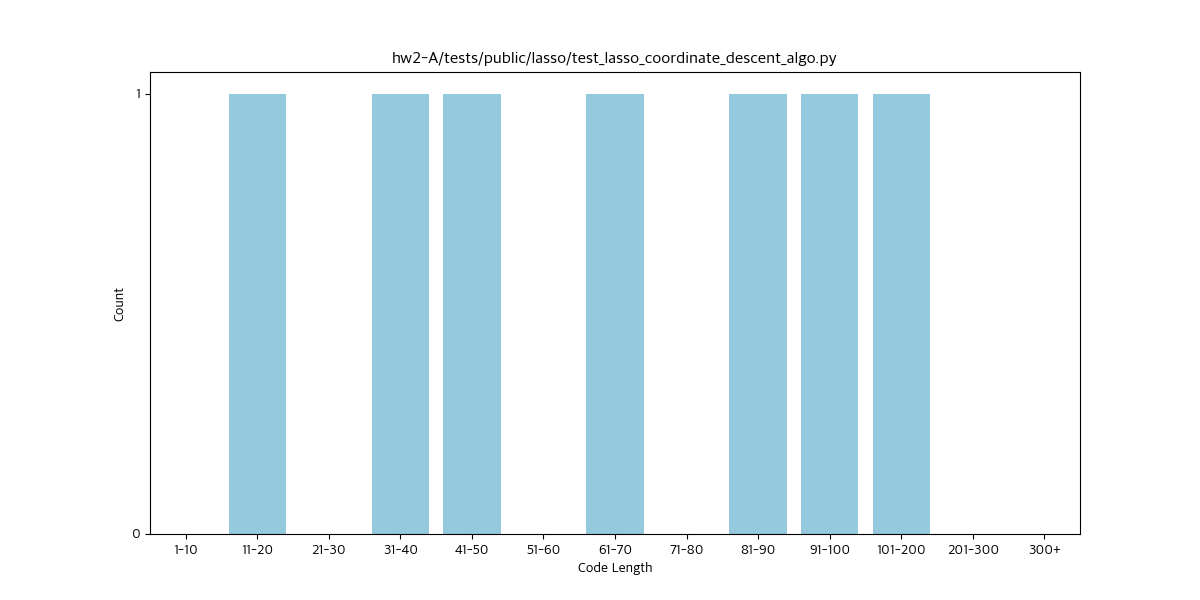 hw2-A/tests/public/lasso/test_lasso_coordinate_descent_algo.py
1
Count
0
1-10 11-20 21-30 31-40 41-50 51-60 61-70 71-80 81-90 91-100 101-200 201-300 300+
Code Length